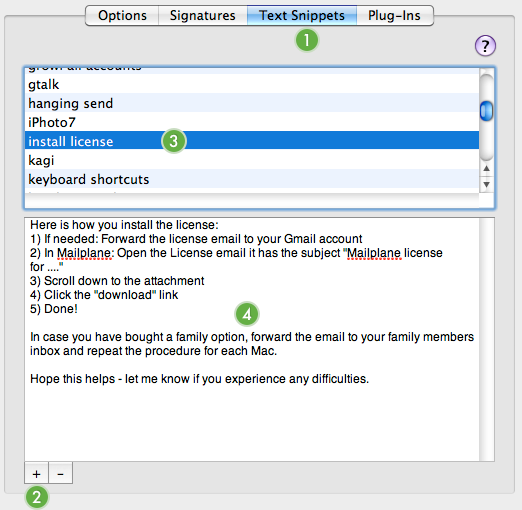 Options Signatures Text Snippets Plug-Ins
1
?
growl all accounts
gtalk
hanging send
iPhoto7
install license 3
kagi
keyboard shortcuts
Here is how you install the license:
1) If needed: Forward the license email to your Gmail account
2) In Mailplane: Open the License email it has the subject "Mailplane license
for ...."
3) Scroll down to the attachment
4) Click the "download" link
4
5) Done!
In case you have bought a family option, forward the email to your family members
inbox and repeat the procedure for each Mac.
Hope this helps - let me know if you experience any difficulties.
+ -
2